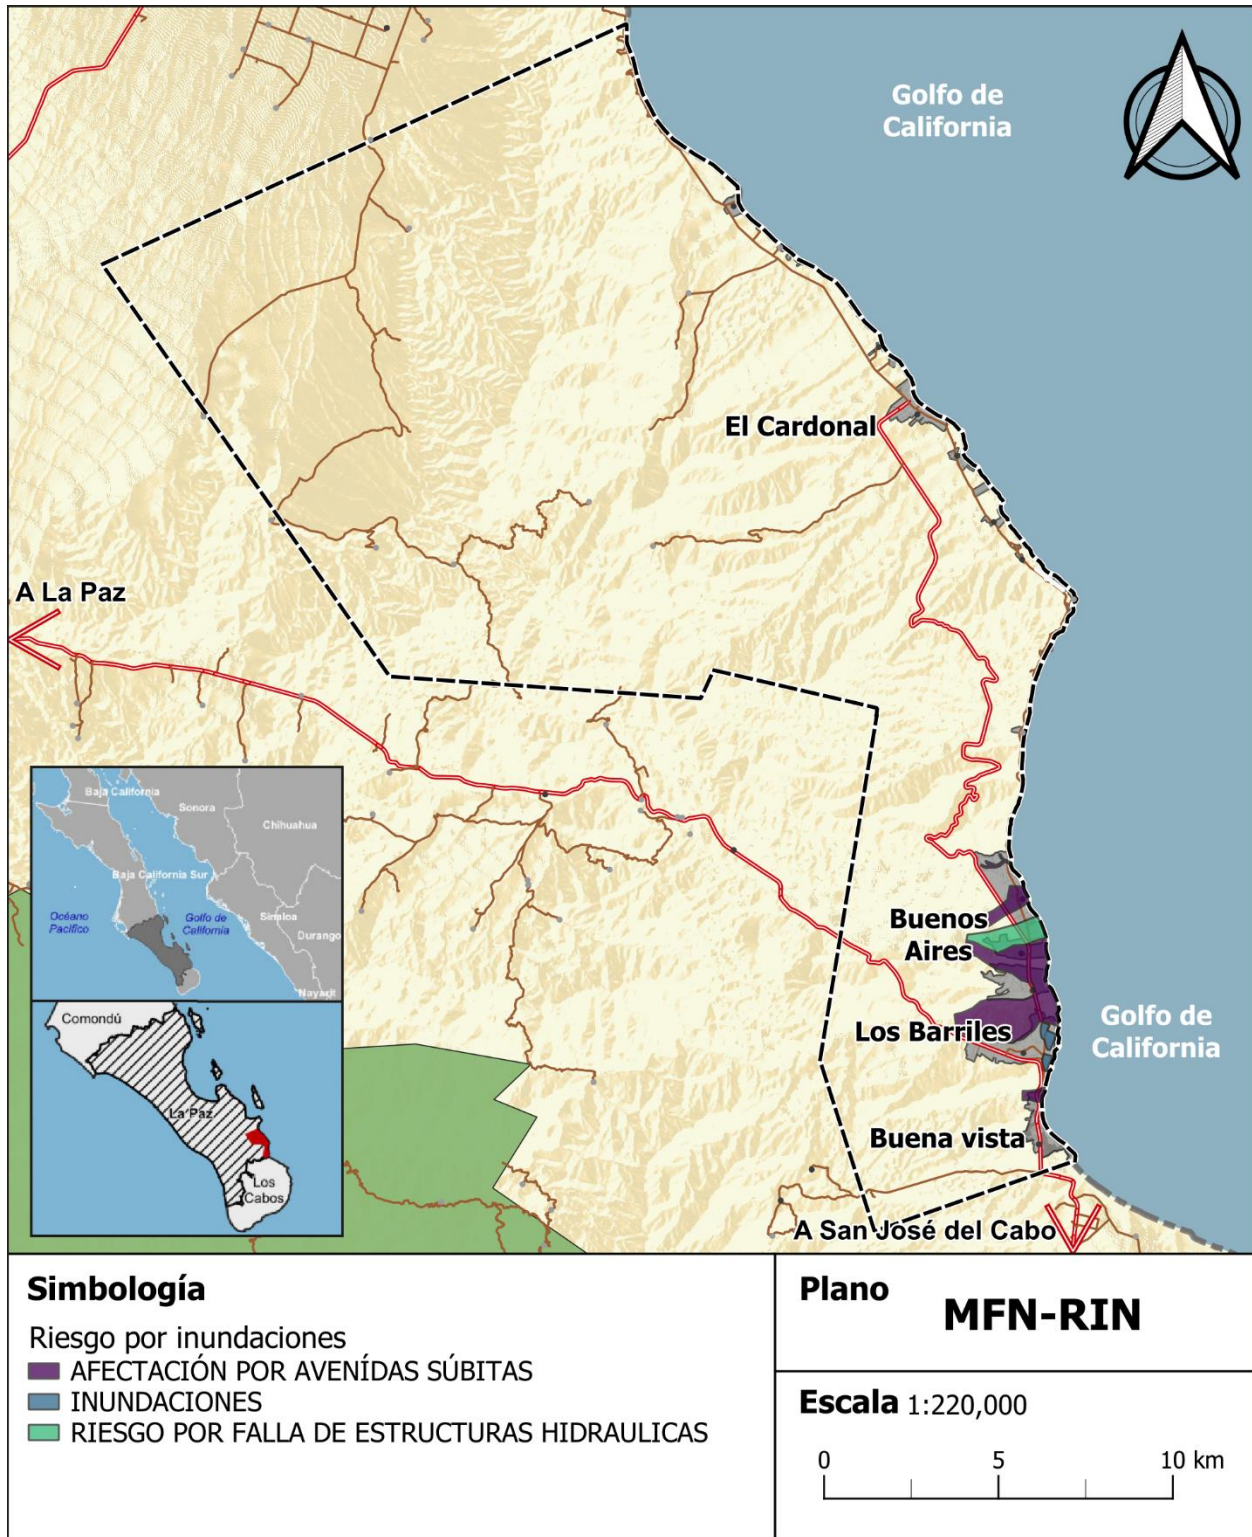 Golfo de
California
El Cardonal
A La Paz
Baja California
Sonora
Chihuahua
Baja California Sur
Océano
Pacífico
Golfo de
California
Sinaloa
Durango
Nayarit
Buenos
Aires
Los Barriles
Golfo de
California
Comondú
La Paz
Los
Cabos
Buena vista
A San José del Cabo
Simbología
Riesgo por inundaciones
AFECTACIÓN POR AVENÍDAS SÚBITAS
INUNDACIONES
RIESGO POR FALLA DE ESTRUCTURAS HIDRAULICAS
Plano
MFN-RIN
Escala 1:220,000
0 5 10 km